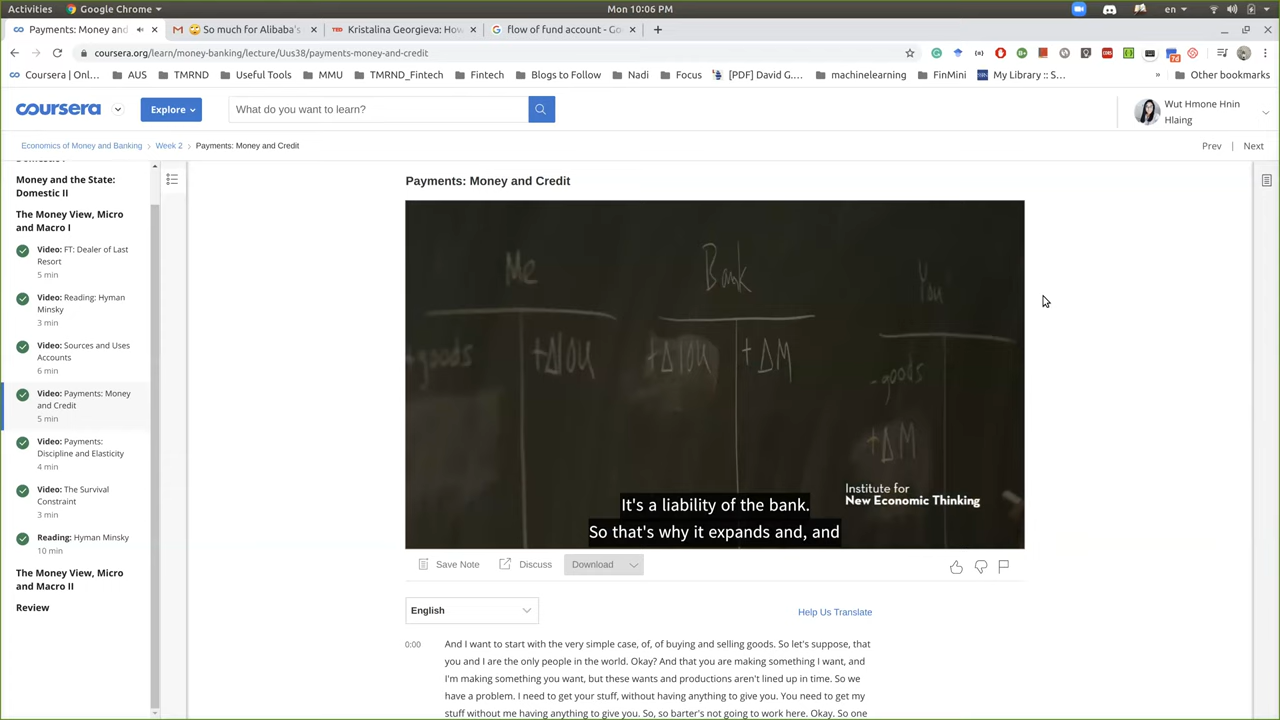 Activities
Google Chrome
Mon 10:06 PM
en
Payments: Money and
So much for Alibaba's
Kristalina Georgieva: How
flow of fund account - Go
coursera.org/learn/money-banking/lecture/Uus38/payments-money-and-credit
Coursera | Onl…
AUS
TMRND
Useful Tools
MMU
TMRND_Fintech
Fintech
Blogs to Follow
Nadi
Focus
[PDF] David G.…
machinelearning
FinMini
My Library :: S…
»
Other bookmarks
coursera
Explore
What do you want to learn?
Wut Hmone Hnin
Hlaing
Economics of Money and Banking
Week 2
Payments: Money and Credit
Prev
Next
Money and the State:
Domestic II
The Money View, Micro
and Macro I
Video: FT: Dealer of Last
Resort
5 min
Reading: Hyman
Minsky
3 min
Video: Sources and Uses
Accounts
6 min
Video: Payments: Money
and Credit
5 min
Video: Payments:
Discipline and Elasticity
4 min
Video: The Survival
Constraint
3 min
Reading: Hyman Minsky
10 min
The Money View, Micro
and Macro II
Review
Payments: Money and Credit
Me
Bank
You
goods
+ΔIOU
+ΔIOU
+ΔM
-goods
+ΔM
Institute for
New Economic Thinking
It's a liability of the bank.
So that's why it expands and, and
Save Note
Discuss
Download
English
Help Us Translate
0:00
And I want to start with the very simple case, of, of buying and selling goods. So let's suppose, that
you and I are the only people in the world. Okay? And that you are making something I want, and
I'm making something you want, but these wants and productions aren't lined up in time. So we
have a problem. I need to get your stuff, without having anything to give you. You need to get my
stuff without me having anything to give you. So, so barter's not going to work here. Okay. So one